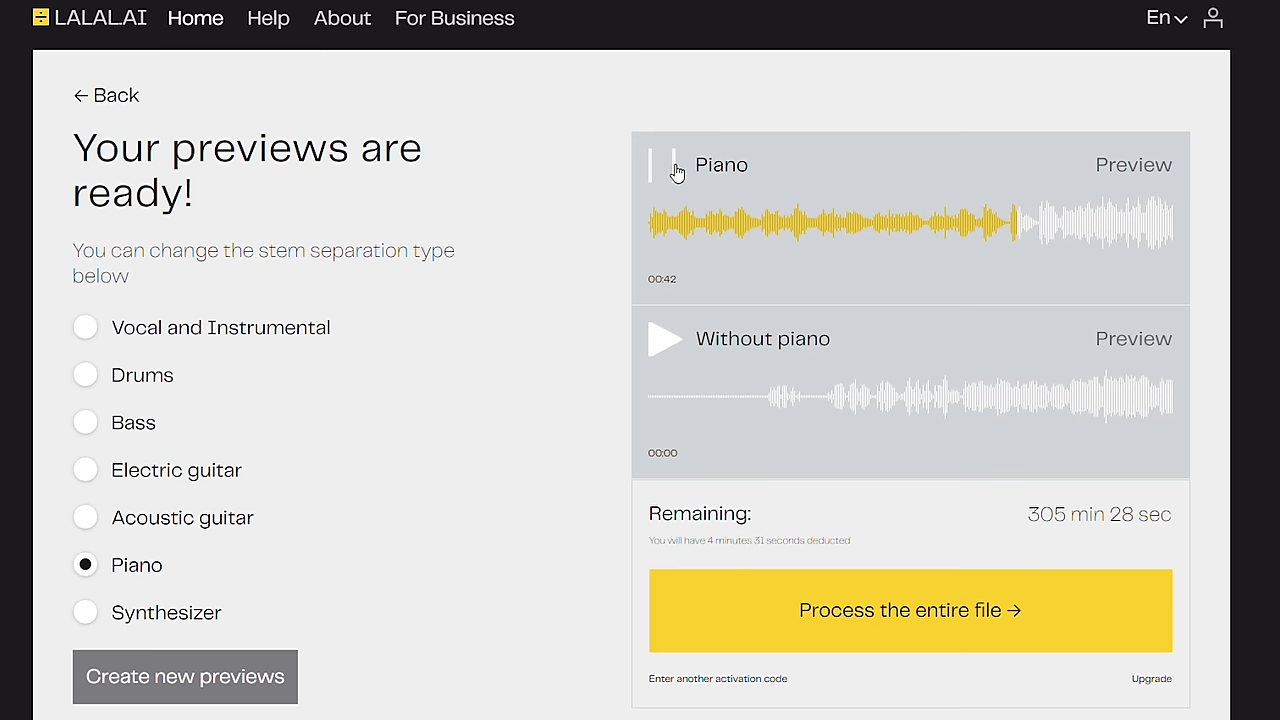 LALAL.AI Home Help About For Business En
← Back
Your previews are
ready!
You can change the stem separation type
below
Vocal and Instrumental
Drums
Bass
Electric guitar
Acoustic guitar
Piano
Synthesizer
Create new previews
Piano Preview
00:42
Without piano Preview
00:00
Remaining: 305 min 28 sec
You will have 4 minutes 31 seconds deducted
Process the entire file →
Enter another activation code Upgrade